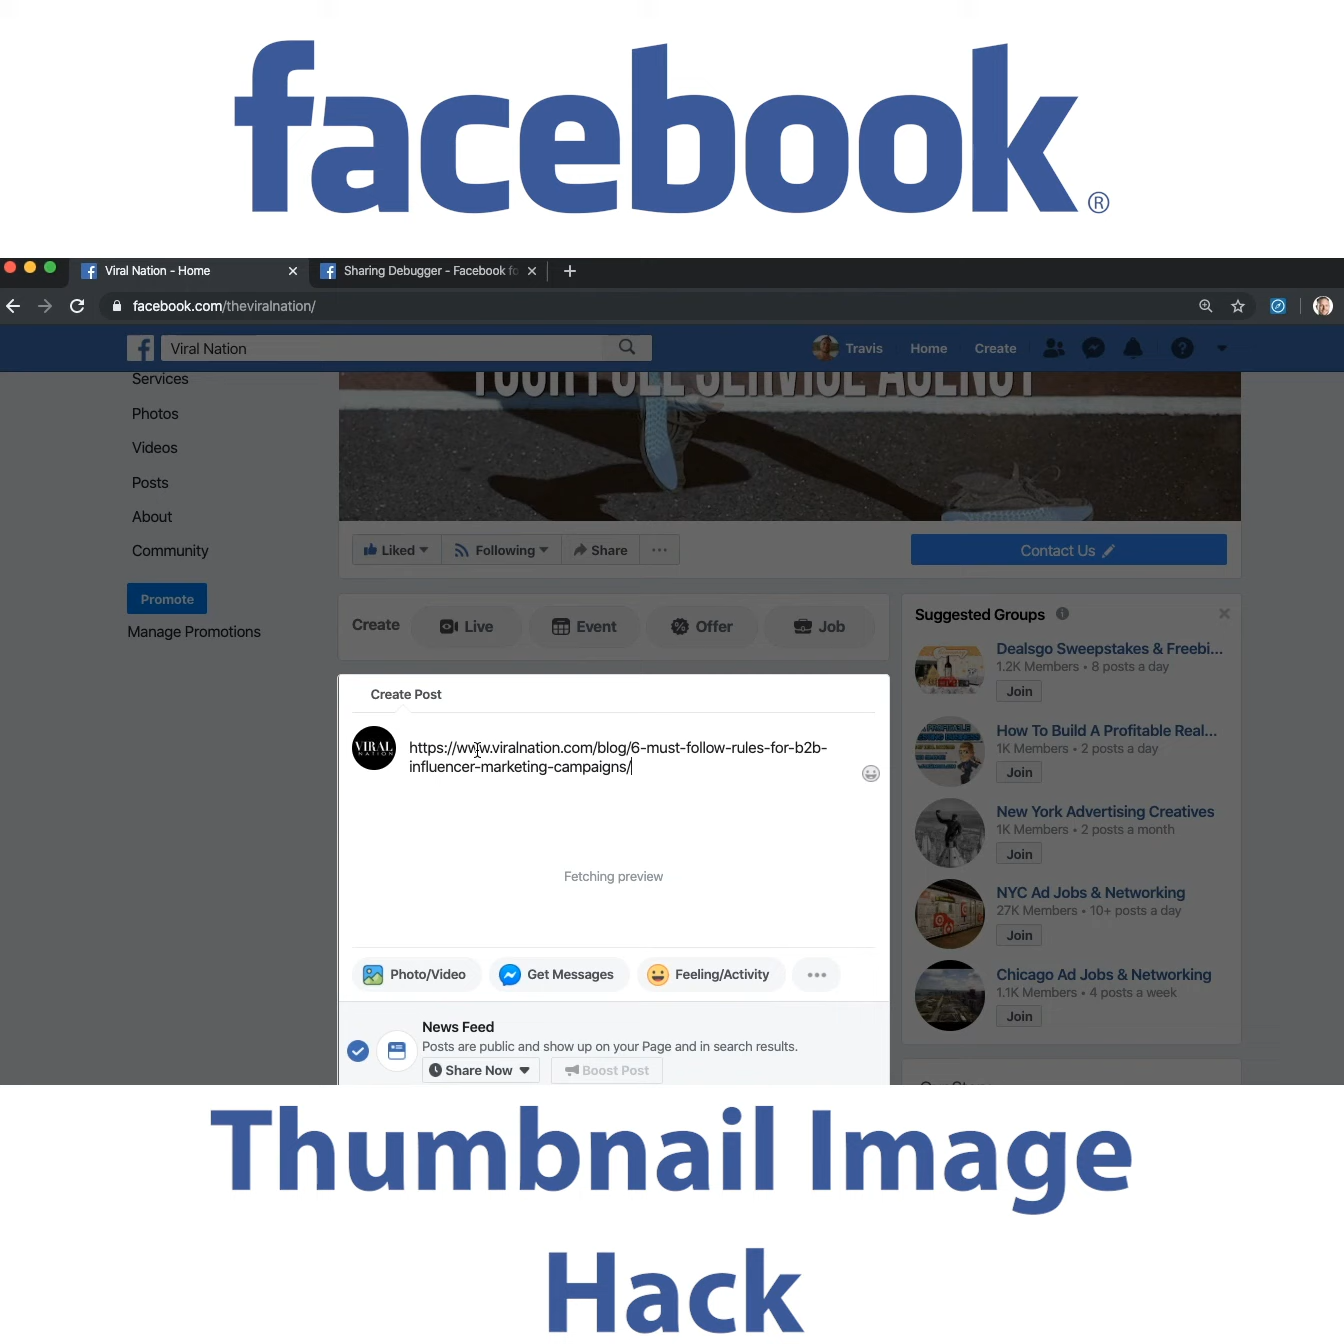 facebook®
Viral Nation - Home
Sharing Debugger - Facebook fo
facebook.com/theviralnation/
Viral Nation
Travis
Home
Create
YOUR FULL SERVICE AGENCY
Services
Photos
Videos
Posts
About
Community
Promote
Manage Promotions
Liked
Following
Share
Contact Us
Create
Live
Event
Offer
Job
Create Post
VIRAL
NATION
https://www.viralnation.com/blog/6-must-follow-rules-for-b2b-
influencer-marketing-campaigns/
Fetching preview
Photo/Video
Get Messages
Feeling/Activity
News Feed
Posts are public and show up on your Page and in search results.
Share Now
Boost Post
Suggested Groups
Dealsgo Sweepstakes & Freebi...
1.2K Members • 8 posts a day
Join
How To Build A Profitable Real...
1K Members • 2 posts a day
Join
New York Advertising Creatives
1K Members • 2 posts a month
Join
NYC Ad Jobs & Networking
27K Members • 10+ posts a day
Join
Chicago Ad Jobs & Networking
1.1K Members • 4 posts a week
Join
Thumbnail Image
Hack